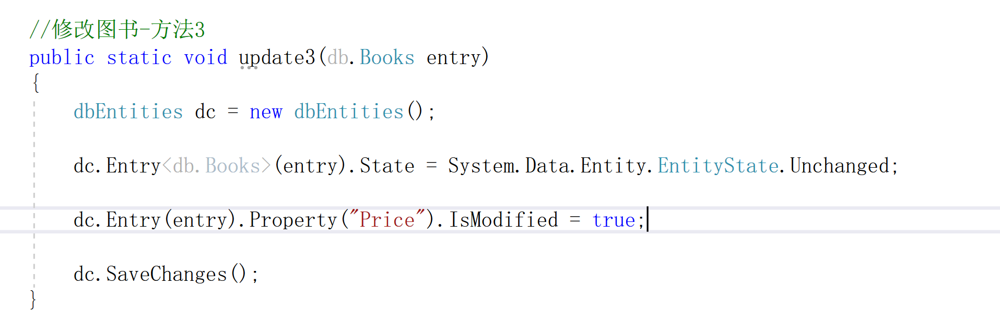 //修改图书-方法3
public static void update3(db.Books entry)
{
dbEntities dc = new dbEntities();
dc.Entry<db.Books>(entry).State = System.Data.Entity.EntityState.Unchanged;
dc.Entry(entry).Property("Price").IsModified = true;
dc.SaveChanges();
}